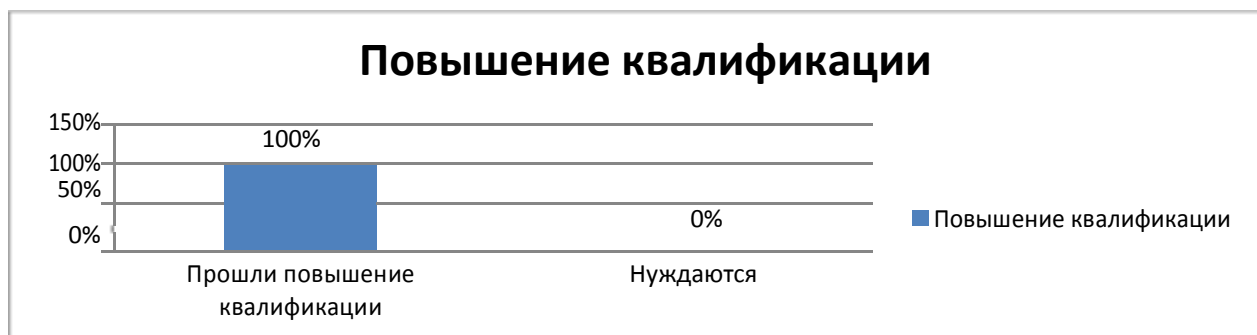 Повышение квалификации
150%
100%
50%
0%
100%
0%
Прошли повышение
квалификации
Нуждаются
Повышение квалификации